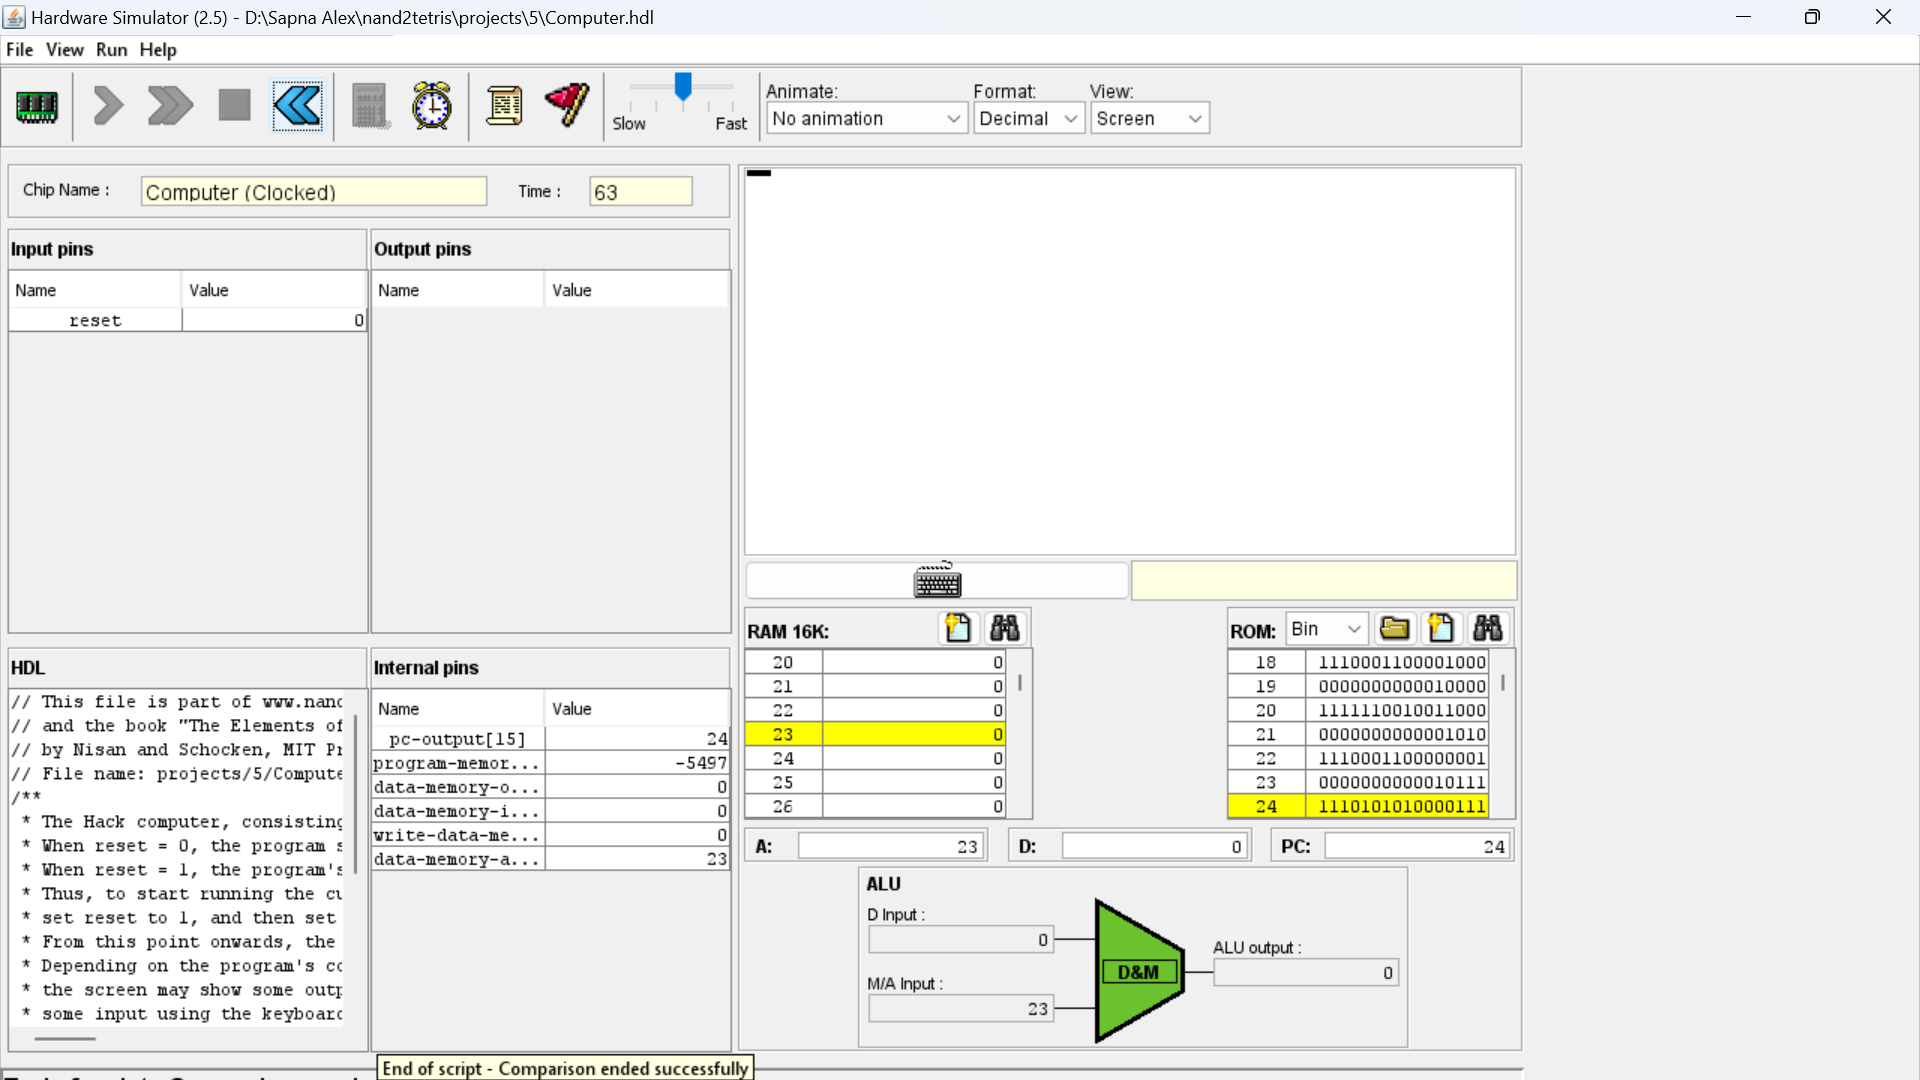 Hardware Simulator (2.5) - D:\Sapna Alex\nand2tetris\projects\5\Computer.hdl
File View Run Help
Slow
Fast
Animate:
No animation
Format:
Decimal
View:
Screen
Chip Name :
Computer (Clocked)
Time :
63
Input pins
Name Value
reset 0
Output pins
Name Value
HDL
// This file is part of www.nand
// and the book "The Elements of
// by Nisan and Schocken, MIT Pr
// File name: projects/5/Compute
/**
* The Hack computer, consisting
* When reset = 0, the program s
* When reset = 1, the program's
* Thus, to start running the cu
* set reset to 1, and then set
* From this point onwards, the
* Depending on the program's co
* the screen may show some outp
* some input using the keyboard
Internal pins
Name Value
pc-output[15] 24
program-memor... -5497
data-memory-o... 0
data-memory-i... 0
write-data-me... 0
data-memory-a... 23
RAM 16K:
20 0
21 0
22 0
23 0
24 0
25 0
26 0
ROM: Bin
18 1110001100001000
19 0000000000010000
20 1111110010011000
21 0000000000001010
22 1110001100000001
23 0000000000010111
24 1110101010000111
A: 23
D: 0
PC: 24
ALU
D Input :
0
M/A Input :
23
D&M
ALU output :
0
End of script - Comparison ended successfully